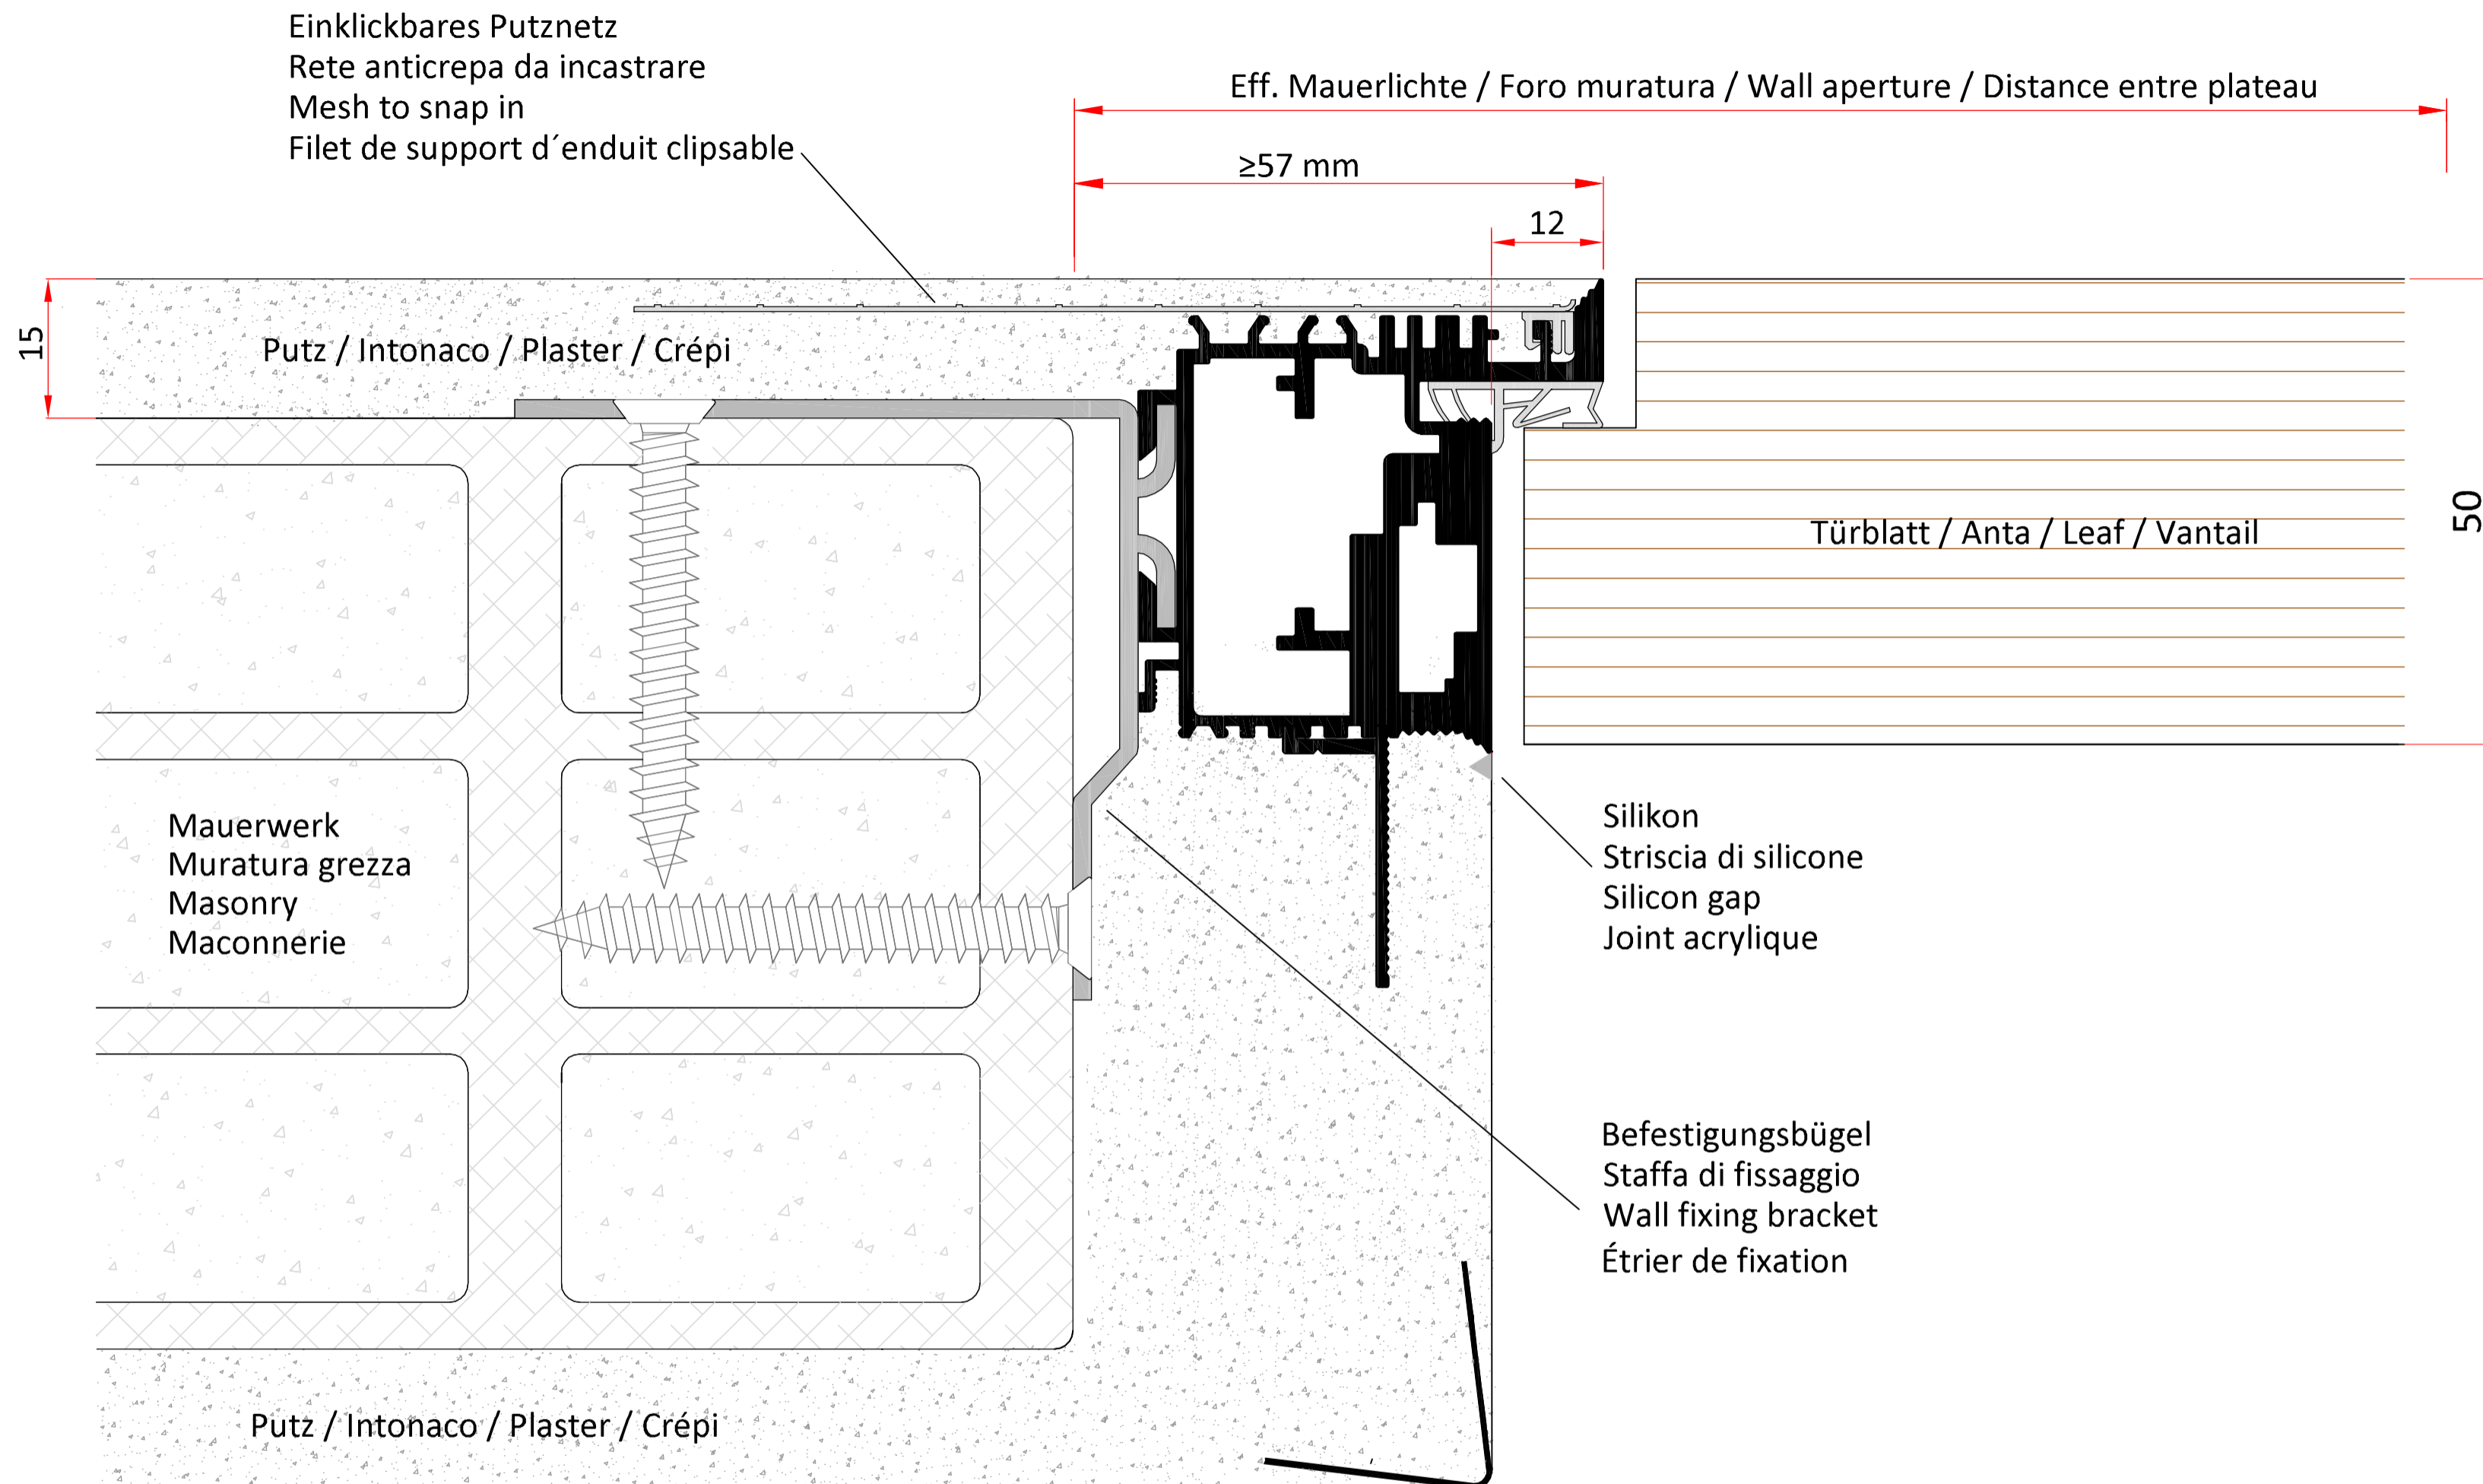 Einklickbares Putznetz
Rete anticrepa da incastrare
Mesh to snap in
Filet de support d´enduit clipsable
Eff. Mauerlichte / Foro muratura / Wall aperture / Distance entre plateau
≥57 mm
12
15
Putz / Intonaco / Plaster / Crépi
50
Türblatt / Anta / Leaf / Vantail
Mauerwerk
Muratura grezza
Masonry
Maconnerie
Silikon
Striscia di silicone
Silicon gap
Joint acrylique
Befestigungsbügel
Staffa di fissaggio
Wall fixing bracket
Étrier de fixation
Putz / Intonaco / Plaster / Crépi